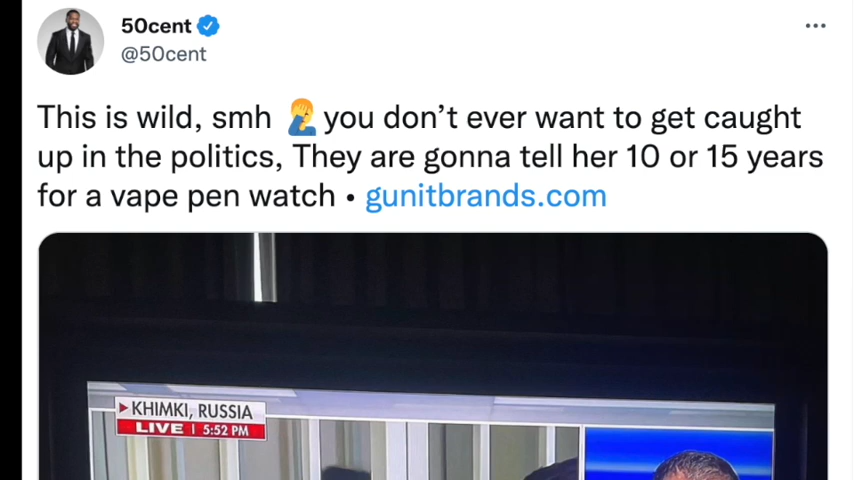 50cent
@50cent
This is wild, smh 🤦 you don’t ever want to get caught
up in the politics, They are gonna tell her 10 or 15 years
for a vape pen watch • gunitbrands.com
KHIMKI, RUSSIA
LIVE | 5:52 PM